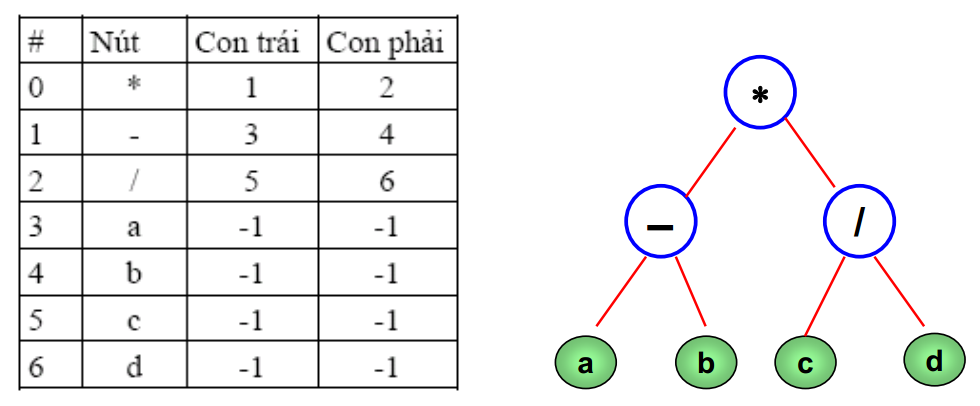 # Nút Con trái Con phải
0 * 1 2
1 - 3 4
2 / 5 6
3 a -1 -1
4 b -1 -1
5 c -1 -1
6 d -1 -1
*
– /
a b c d